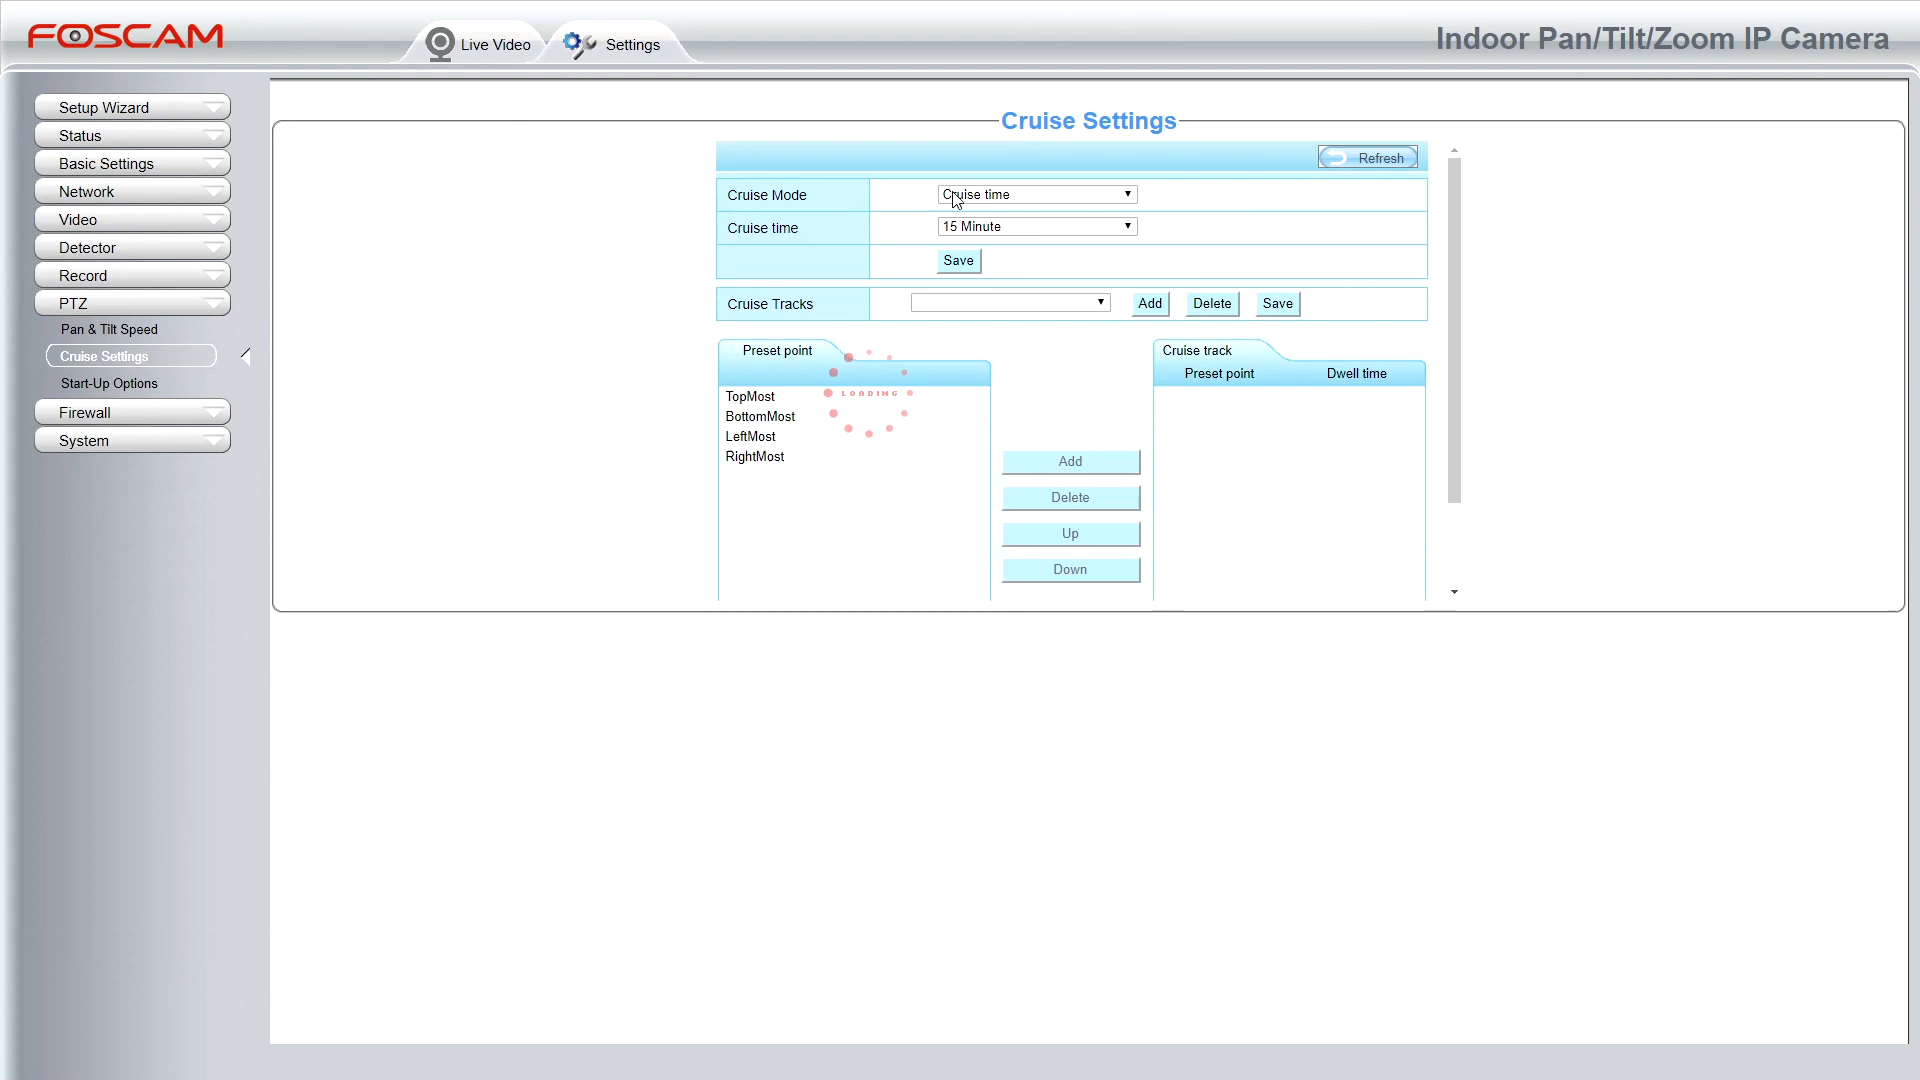 FOSCAM
Live Video
Settings
Indoor Pan/Tilt/Zoom IP Camera
Setup Wizard
Status
Basic Settings
Network
Video
Detector
Record
PTZ
Pan & Tilt Speed
Cruise Settings
Start-Up Options
Firewall
System
Cruise Settings
Refresh
Cruise Mode
Cruise time
Cruise time
15 Minute
Save
Cruise Tracks
Add
Delete
Save
Preset point
LOADING
TopMost
BottomMost
LeftMost
RightMost
Add
Delete
Up
Down
Cruise track
Preset point
Dwell time